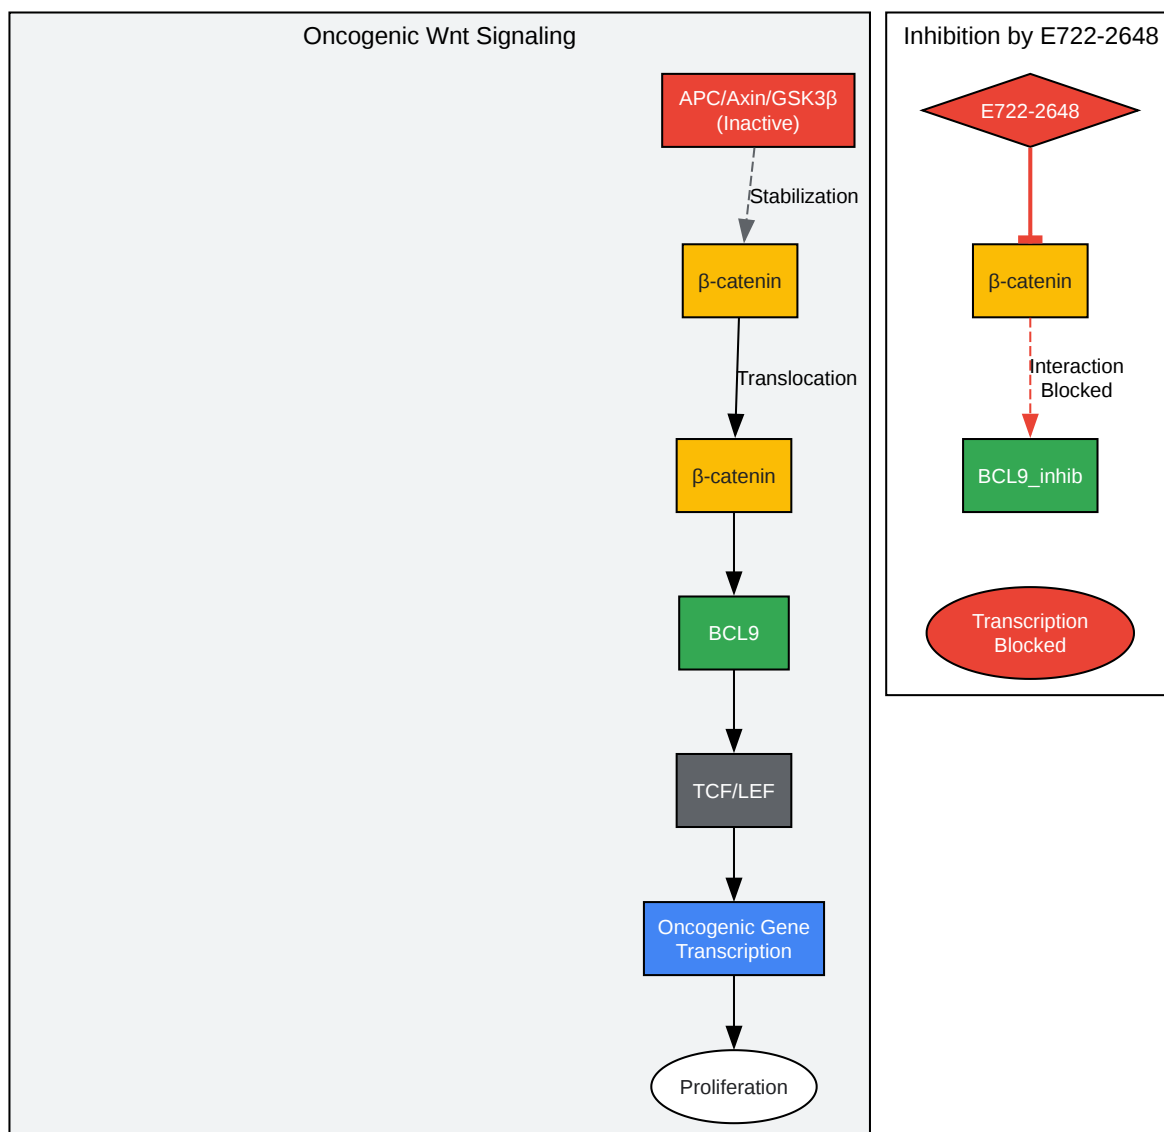 Oncogenic Wnt Signaling
APC/Axin/GSK3β
(Inactive)
Stabilization
β-catenin
Translocation
β-catenin
BCL9
TCF/LEF
Oncogenic Gene
Transcription
Proliferation
Inhibition by E722-2648
E722-2648
β-catenin
Interaction
Blocked
BCL9_inhib
Transcription
Blocked